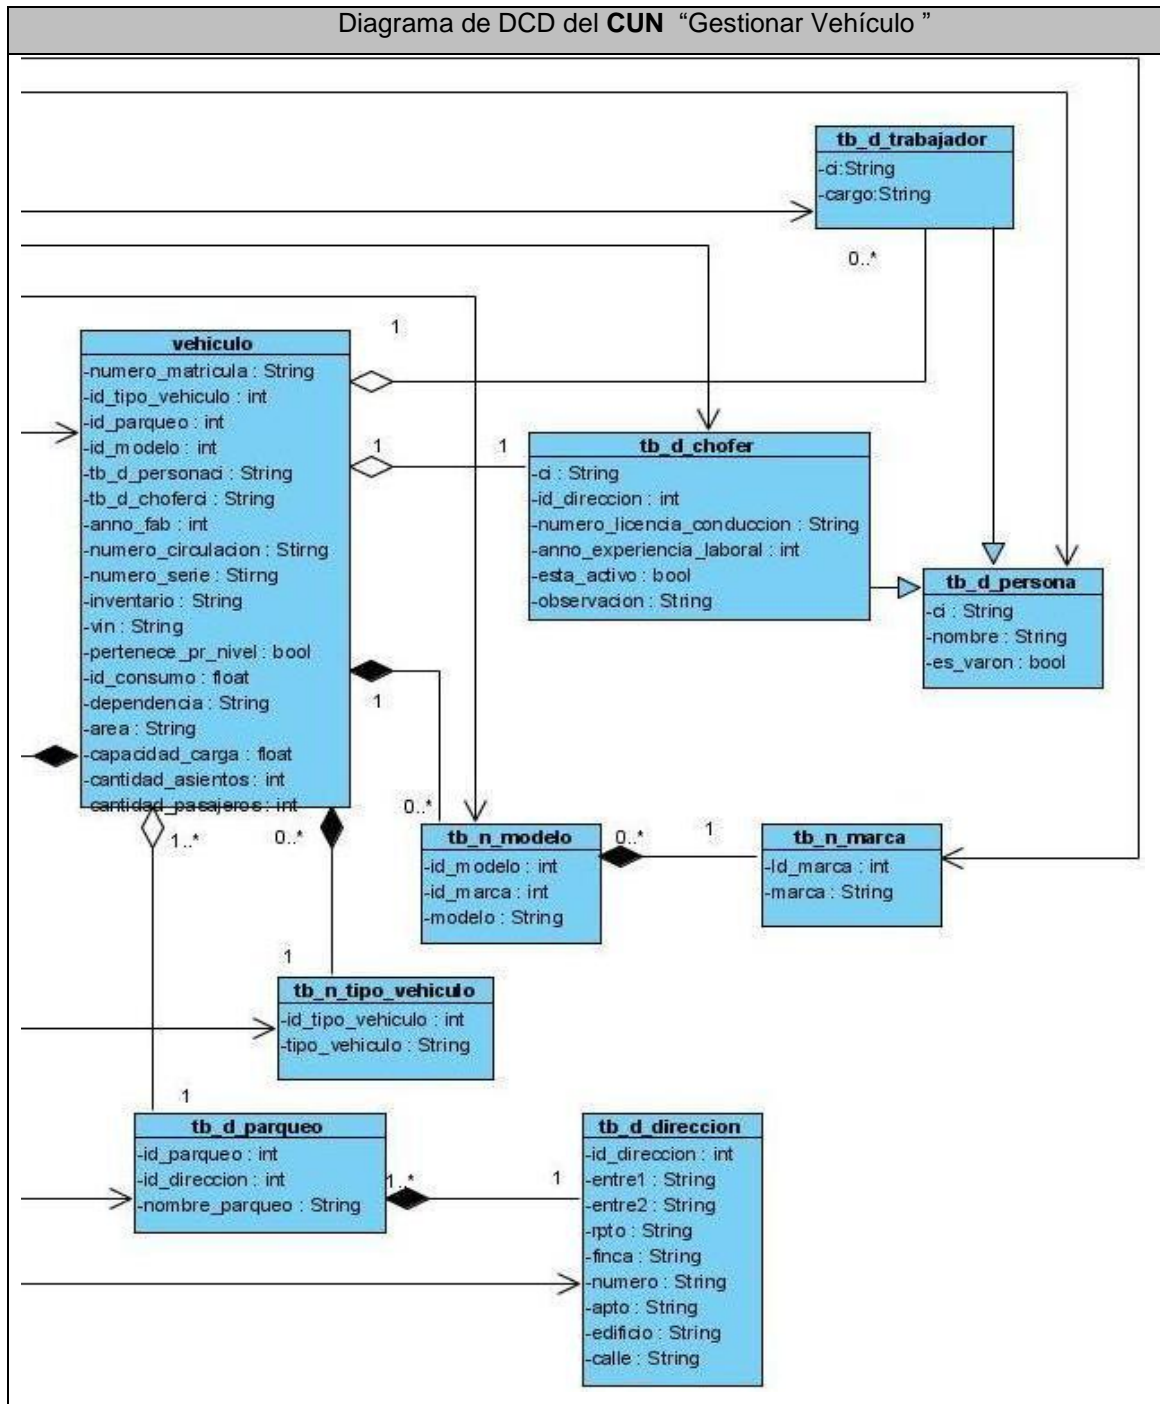 Diagrama de DCD del CUN “Gestionar Vehículo ”
tb_d_trabajador
-ci:String
-cargo:String
0..*
1
vehiculo
-numero_matricula : String
-id_tipo_vehiculo : int
-id_parqueo : int
-id_modelo : int
-tb_d_personaci : String
-tb_d_choferci : String
-anno_fab : int
-numero_circulacion : Stirng
-numero_serie : Stirng
-inventario : String
-vin : String
-pertenece_pr_nivel : bool
-id_consumo : float
-dependencia : String
-area : String
-capacidad_carga : float
-cantidad_asientos : int
-cantidad_pasajeros : int
1
1
tb_d_chofer
-ci : String
-id_direccion : int
-numero_licencia_conduccion : String
-anno_experiencia_laboral : int
-esta_activo : bool
-observacion : String
tb_d_persona
-ci : String
-nombre : String
-es_varon : bool
1
0..*
1..*
0..*
tb_n_modelo
-id_modelo : int
-id_marca : int
-modelo : String
0..*
1
tb_n_marca
-Id_marca : int
-marca : String
1
tb_n_tipo_vehiculo
-id_tipo_vehiculo : int
-tipo_vehiculo : String
1
tb_d_parqueo
-id_parqueo : int
-id_direccion : int
-nombre_parqueo : String
1..*
1
tb_d_direccion
-id_direccion : int
-entre1 : String
-entre2 : String
-rpto : String
-finca : String
-numero : String
-apto : String
-edificio : String
-calle : String